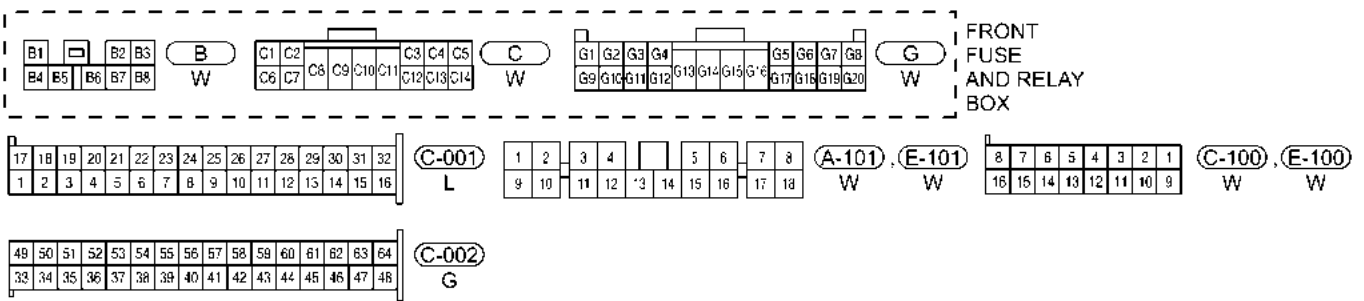 B1 B2 B3 B
B4 B5 B6 B7 B8 W
C1 C2 C3 C4 C5 C
C6 C7 C8 C9 C10 C11 C12 C13 C14 W
G1 G2 G3 G4 G5 G6 G7 G8 G
G9 G10 G11 G12 G13 G14 G15 G16 G17 G18 G19 G20 W
FRONT
FUSE
AND RELAY
BOX
17 18 19 20 21 22 23 24 25 26 27 28 29 30 31 32 C-001
1 2 3 4 5 6 7 8 9 10 11 12 13 14 15 16 L
1 2 3 4 5 6 7 8 A-101 , E-101
9 10 11 12 13 14 15 16 17 18 W W
8 7 6 5 4 3 2 1 C-100 , E-100
16 15 14 13 12 11 10 9 W W
49 50 51 52 53 54 55 56 57 58 59 60 61 62 63 64 C-002
33 34 35 36 37 38 39 40 41 42 43 44 45 46 47 48 G